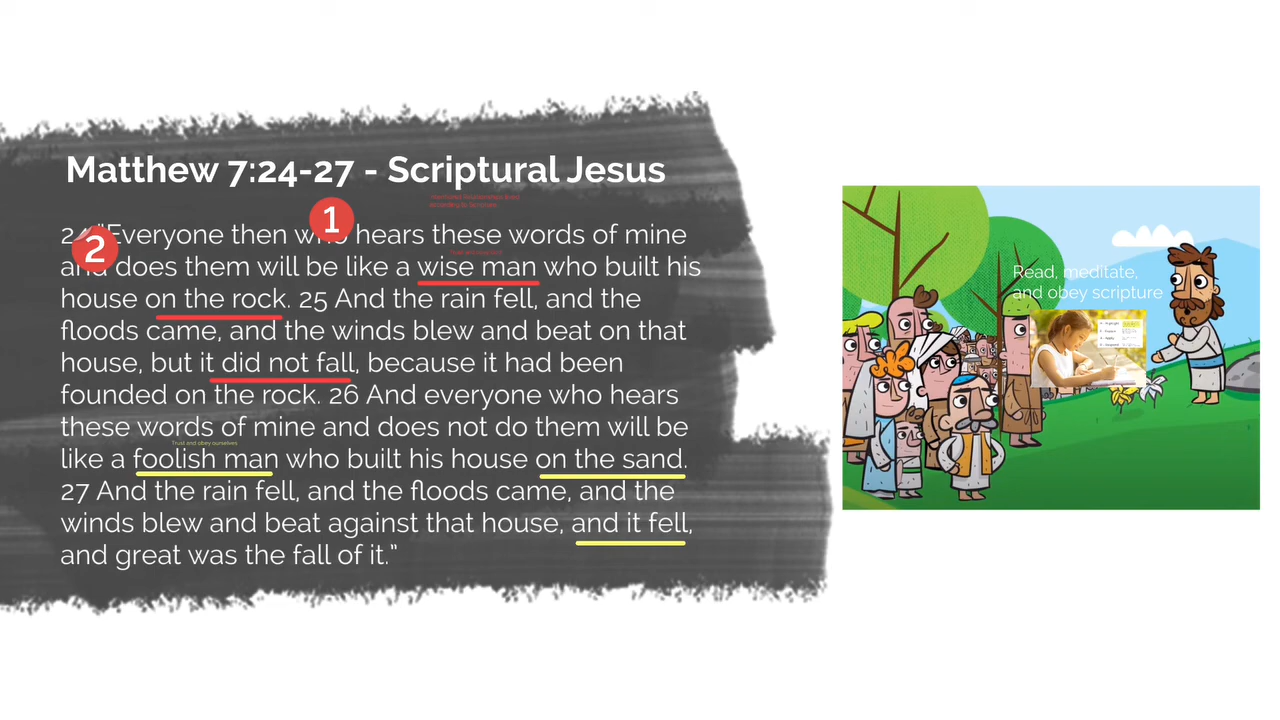 Matthew 7:24-27 - Scriptural Jesus
1
24 “Everyone then who hears these words of mine
2
and does them will be like a wise man who built his
house on the rock. 25 And the rain fell, and the
floods came, and the winds blew and beat on that
house, but it did not fall, because it had been
founded on the rock. 26 And everyone who hears
these words of mine and does not do them will be
Trust and obey ourselves
like a foolish man who built his house on the sand.
27 And the rain fell, and the floods came, and the
winds blew and beat against that house, and it fell,
and great was the fall of it.”
Read, meditate,
and obey scripture